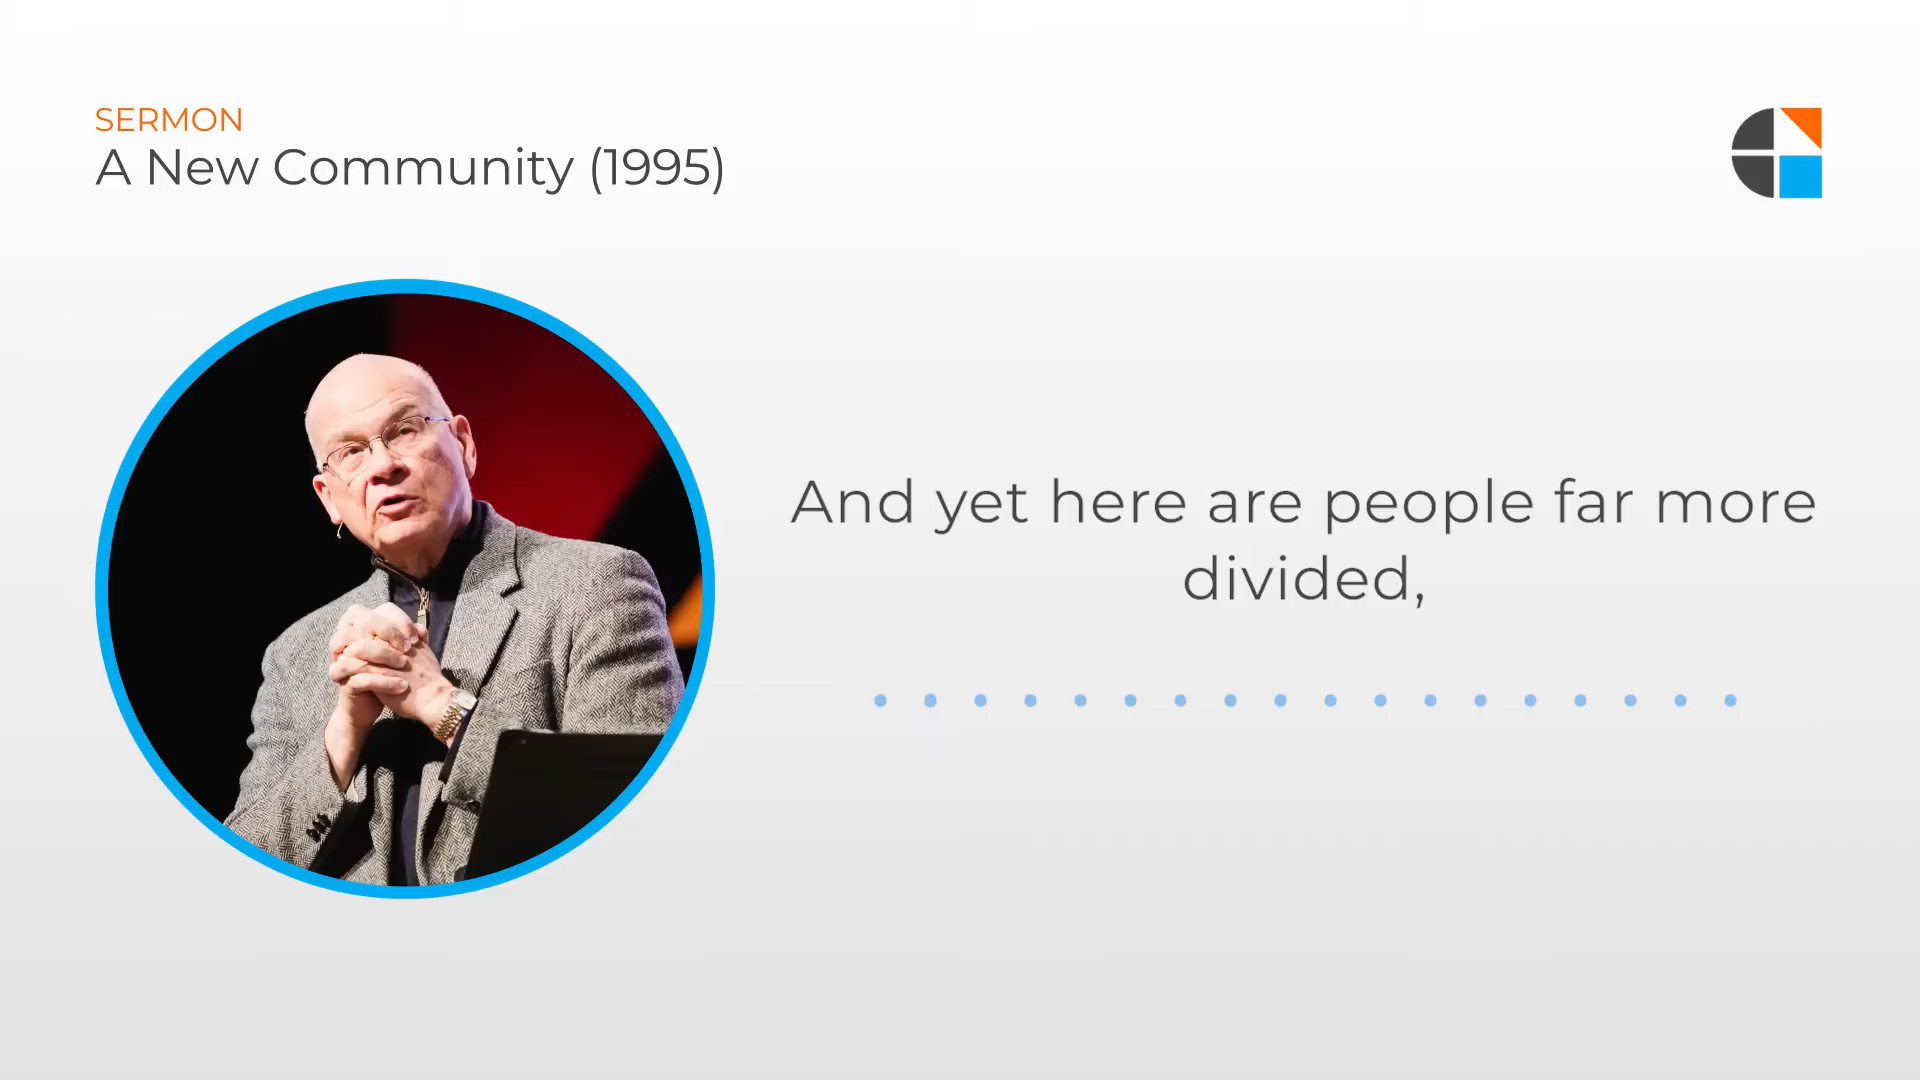 SERMON
A New Community (1995)
And yet here are people far more
divided,